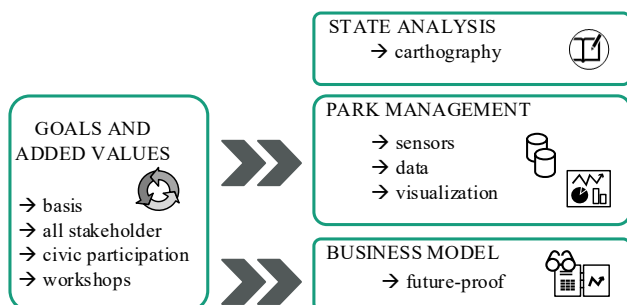 STATE ANALYSIS
→ carthography
GOALS AND
ADDED VALUES
→ basis
→ all stakeholder
→ civic participation
→ workshops
PARK MANAGEMENT
→ sensors
→ data
→ visualization
BUSINESS MODEL
→ future-proof